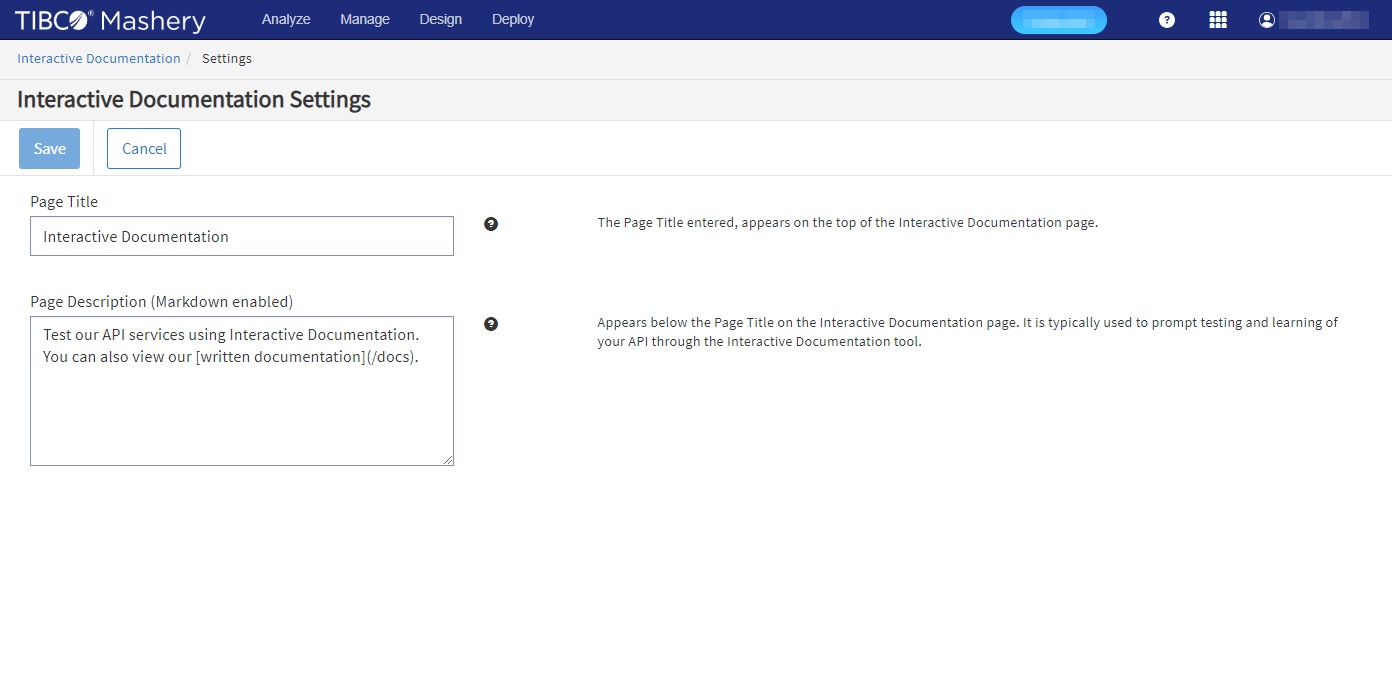 TIBCO® Mashery Analyze Manage Design Deploy
Interactive Documentation / Settings
Interactive Documentation Settings
Save Cancel
Page Title
Interactive Documentation
The Page Title entered, appears on the top of the Interactive Documentation page.
Page Description (Markdown enabled)
Test our API services using Interactive Documentation.
You can also view our [written documentation](/docs).
Appears below the Page Title on the Interactive Documentation page. It is typically used to prompt testing and learning of
your API through the Interactive Documentation tool.